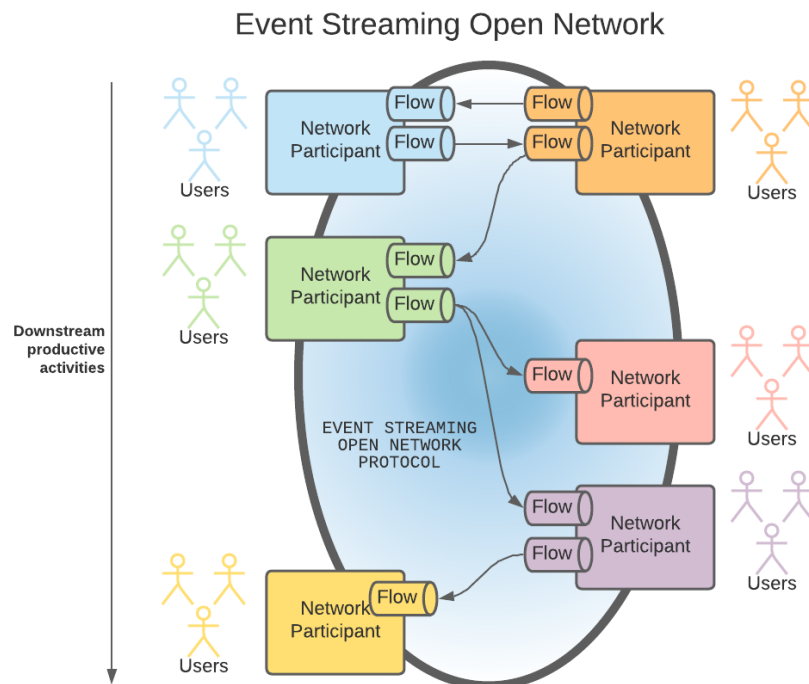 Event Streaming Open Network
Flow
Flow
Network
Participant
Flow
Flow
Network
Participant
Users
Users
Flow
Network
Participant
Flow
Users
Downstream
productive
activities
Flow
Network
Participant
Users
EVENT STREAMING
OPEN NETWORK
PROTOCOL
Flow
Network
Participant
Flow
Users
Flow
Network
Participant
Users